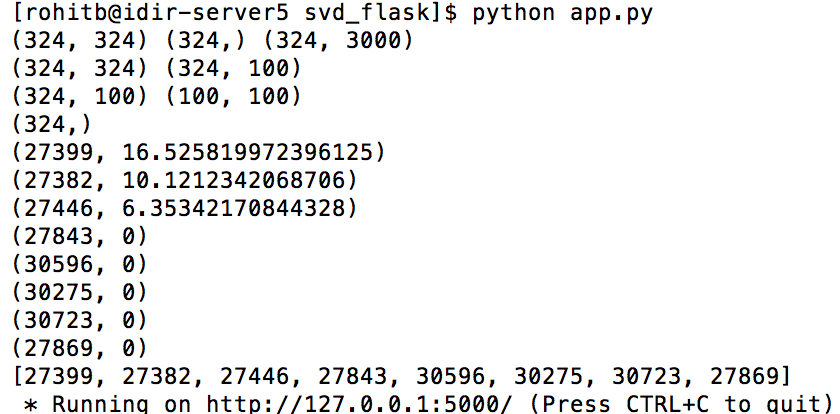 [rohitb@idir-server5 svd_flask]$ python app.py
(324, 324) (324,) (324, 3000)
(324, 324) (324, 100)
(324, 100) (100, 100)
(324,)
(27399, 16.525819972396125)
(27382, 10.1212342068706)
(27446, 6.35342170844328)
(27843, 0)
(30596, 0)
(30275, 0)
(30723, 0)
(27869, 0)
[27399, 27382, 27446, 27843, 30596, 30275, 30723, 27869]
 * Running on http://127.0.0.1:5000/ (Press CTRL+C to quit)